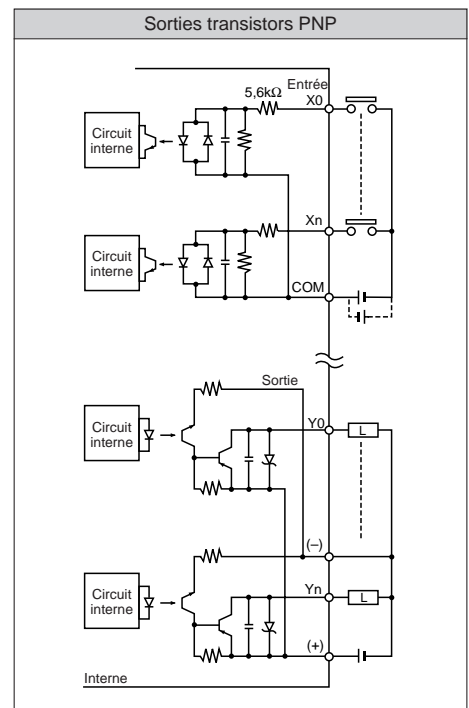 Sorties transistors PNP
Entrée
5,6kΩ
X0
Circuit
interne
Xn
Circuit
interne
COM
Sortie
Y0
L
Circuit
interne
(–)
Yn
L
Circuit
interne
(+)
Interne